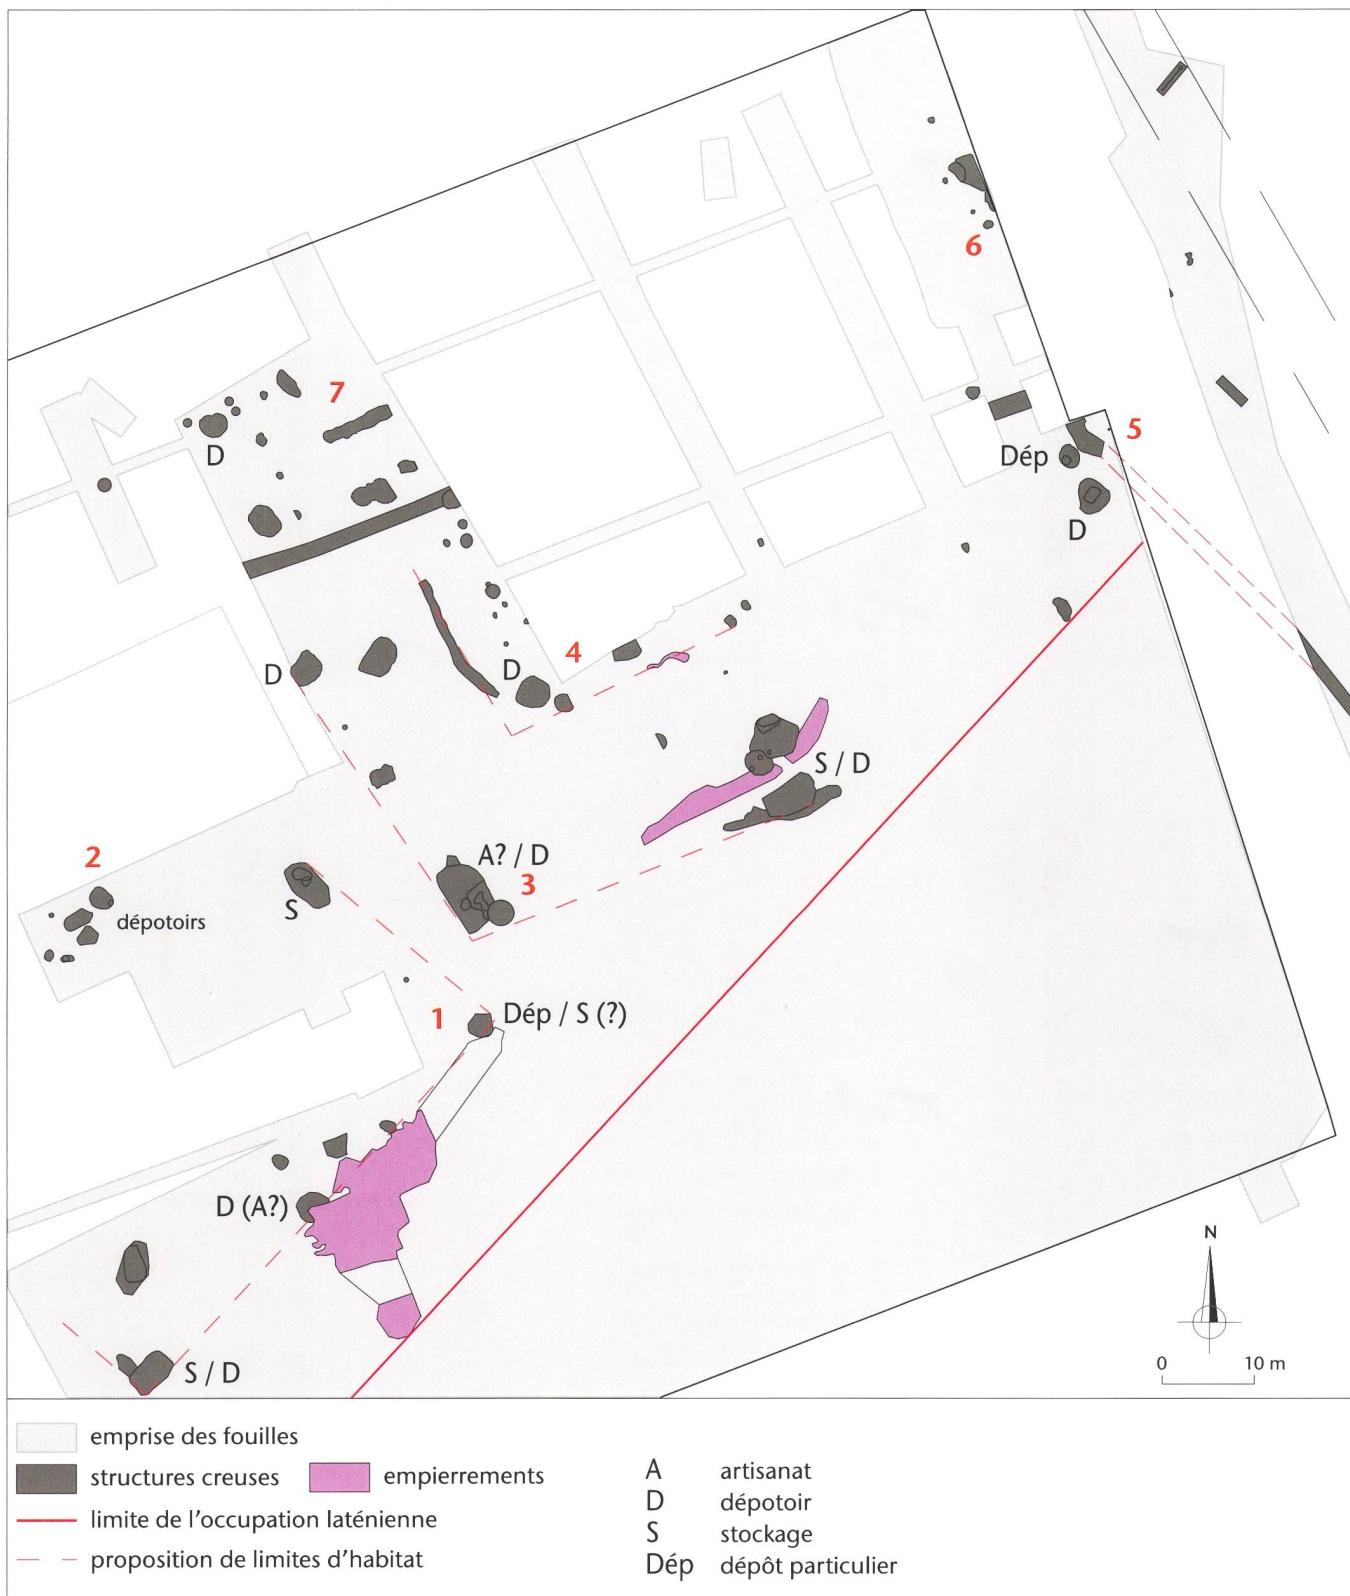 6
7
5
D
Dép
D
4
D
D
S / D
A? / D
2
3
dépotoirs
S
1
Dép / S (?)
D (A?)
N
0 10 m
S / D
emprise des fouilles
structures creuses empierrements
limite de l'occupation laténienne
proposition de limites d'habitat
A artisanat
D dépotoir
S stockage
Dép dépôt particulier